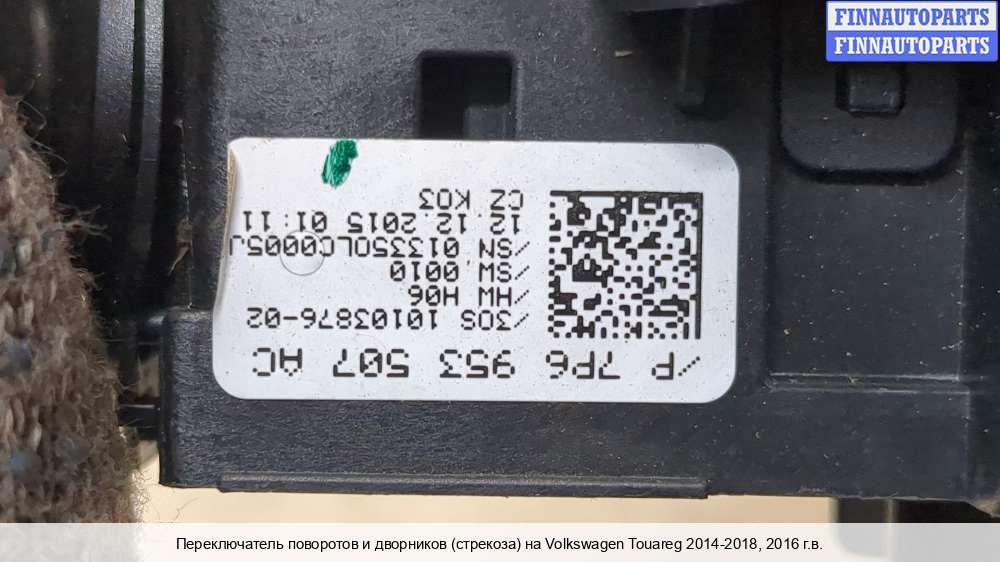 FINNAUTOPARTS
FINNAUTOPARTS
/P 7P6 953 507 AC
/3OS 10103876-02
/HW H06
/SW 0010
/SN 013350LC0005J
12.12.2015 01:11
CZ K03
Переключатель поворотов и дворников (стрекоза) на Volkswagen Touareg 2014-2018, 2016 г.в.